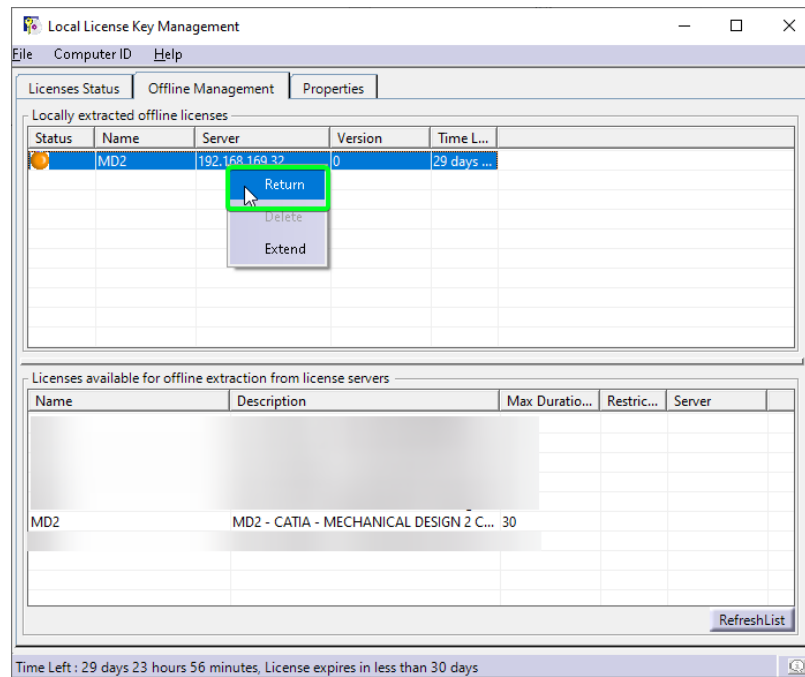 Local License Key Management
File Computer ID Help
Licenses Status Offline Management Properties
Locally extracted offline licenses
Status Name Server Version Time L...
MD2 192.168.169.32 0 29 days ...
Return
Delete
Extend
Licenses available for offline extraction from license servers
Name Description Max Duratio... Restric... Server
MD2 MD2 - CATIA - MECHANICAL DESIGN 2 C... 30
RefreshList
Time Left : 29 days 23 hours 56 minutes, License expires in less than 30 days